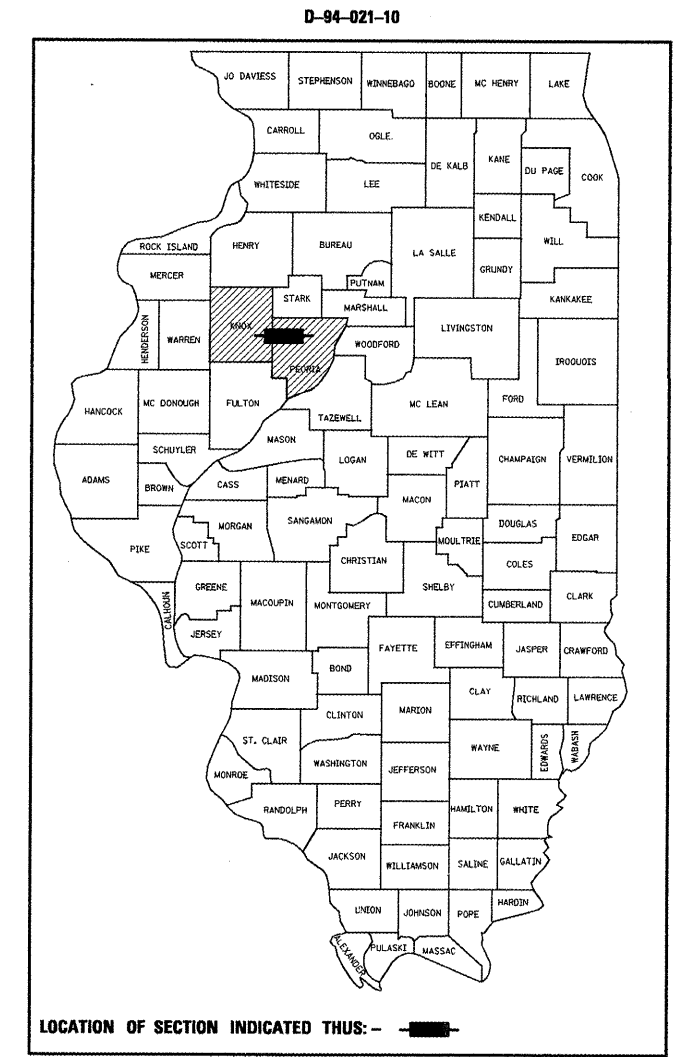 D-94-021-10
JO DAVIESS
STEPHENSON
WINNEBAGO
BOONE
MC HENRY
LAKE
CARROLL
OGLE
DE KALB
KANE
DU PAGE
COOK
WHITESIDE
LEE
KENDALL
ROCK ISLAND
HENRY
BUREAU
LA SALLE
WILL
MERCER
PUTNAM
GRUNDY
STARK
MARSHALL
KANKAKEE
HENDERSON
WARREN
KNOX
PEORIA
WOODFORD
LIVINGSTON
IROQUOIS
HANCOCK
MC DONOUGH
FULTON
TAZEWELL
MC LEAN
FORD
MASON
SCHUYLER
LOGAN
DE WITT
CHAMPAIGN
VERMILION
ADAMS
BROWN
CASS
MENARD
MACON
PIATT
MORGAN
SANGAMON
DOUGLAS
PIKE
SCOTT
CHRISTIAN
MOULTRIE
EDGAR
COLES
GREENE
MACOUPIN
MONTGOMERY
SHELBY
CALHOUN
CUMBERLAND
CLARK
JERSEY
FAYETTE
EFFINGHAM
JASPER
CRAWFORD
MADISON
BOND
CLAY
RICHLAND
LAWRENCE
CLINTON
MARION
ST. CLAIR
WAYNE
EDWARDS
WABASH
MONROE
WASHINGTON
JEFFERSON
RANDOLPH
PERRY
HAMILTON
WHITE
FRANKLIN
JACKSON
WILLIAMSON
SALINE
GALLATIN
UNION
JOHNSON
POPE
HARDIN
ALEXANDER
PULASKI
MASSAC
LOCATION OF SECTION INDICATED THUS: -